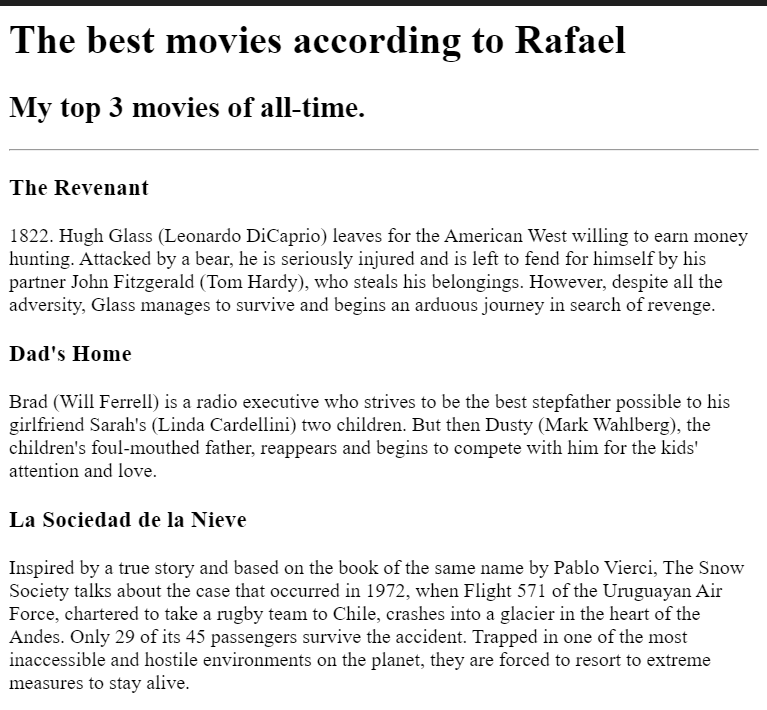 The best movies according to Rafael
My top 3 movies of all-time.
The Revenant
1822. Hugh Glass (Leonardo DiCaprio) leaves for the American West willing to earn money
hunting. Attacked by a bear, he is seriously injured and is left to fend for himself by his
partner John Fitzgerald (Tom Hardy), who steals his belongings. However, despite all the
adversity, Glass manages to survive and begins an arduous journey in search of revenge.
Dad's Home
Brad (Will Ferrell) is a radio executive who strives to be the best stepfather possible to his
girlfriend Sarah's (Linda Cardellini) two children. But then Dusty (Mark Wahlberg), the
children's foul-mouthed father, reappears and begins to compete with him for the kids'
attention and love.
La Sociedad de la Nieve
Inspired by a true story and based on the book of the same name by Pablo Vierci, The Snow
Society talks about the case that occurred in 1972, when Flight 571 of the Uruguayan Air
Force, chartered to take a rugby team to Chile, crashes into a glacier in the heart of the
Andes. Only 29 of its 45 passengers survive the accident. Trapped in one of the most
inaccessible and hostile environments on the planet, they are forced to resort to extreme
measures to stay alive.